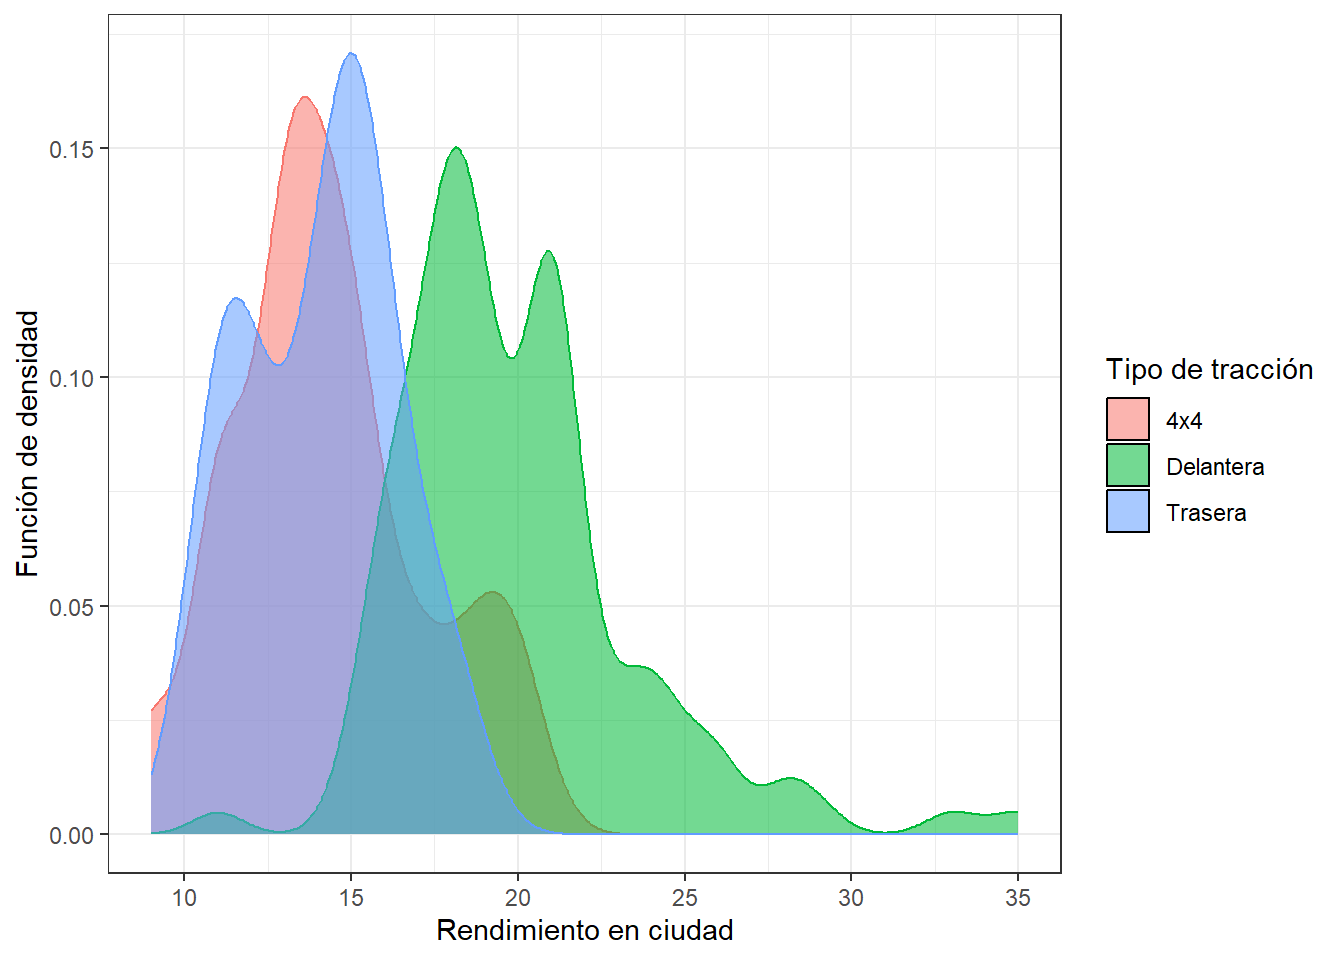 Función de densidad
0.15
0.10
0.05
0.00
10 15 20 25 30 35
Rendimiento en ciudad
Tipo de tracción
4x4
Delantera
Trasera